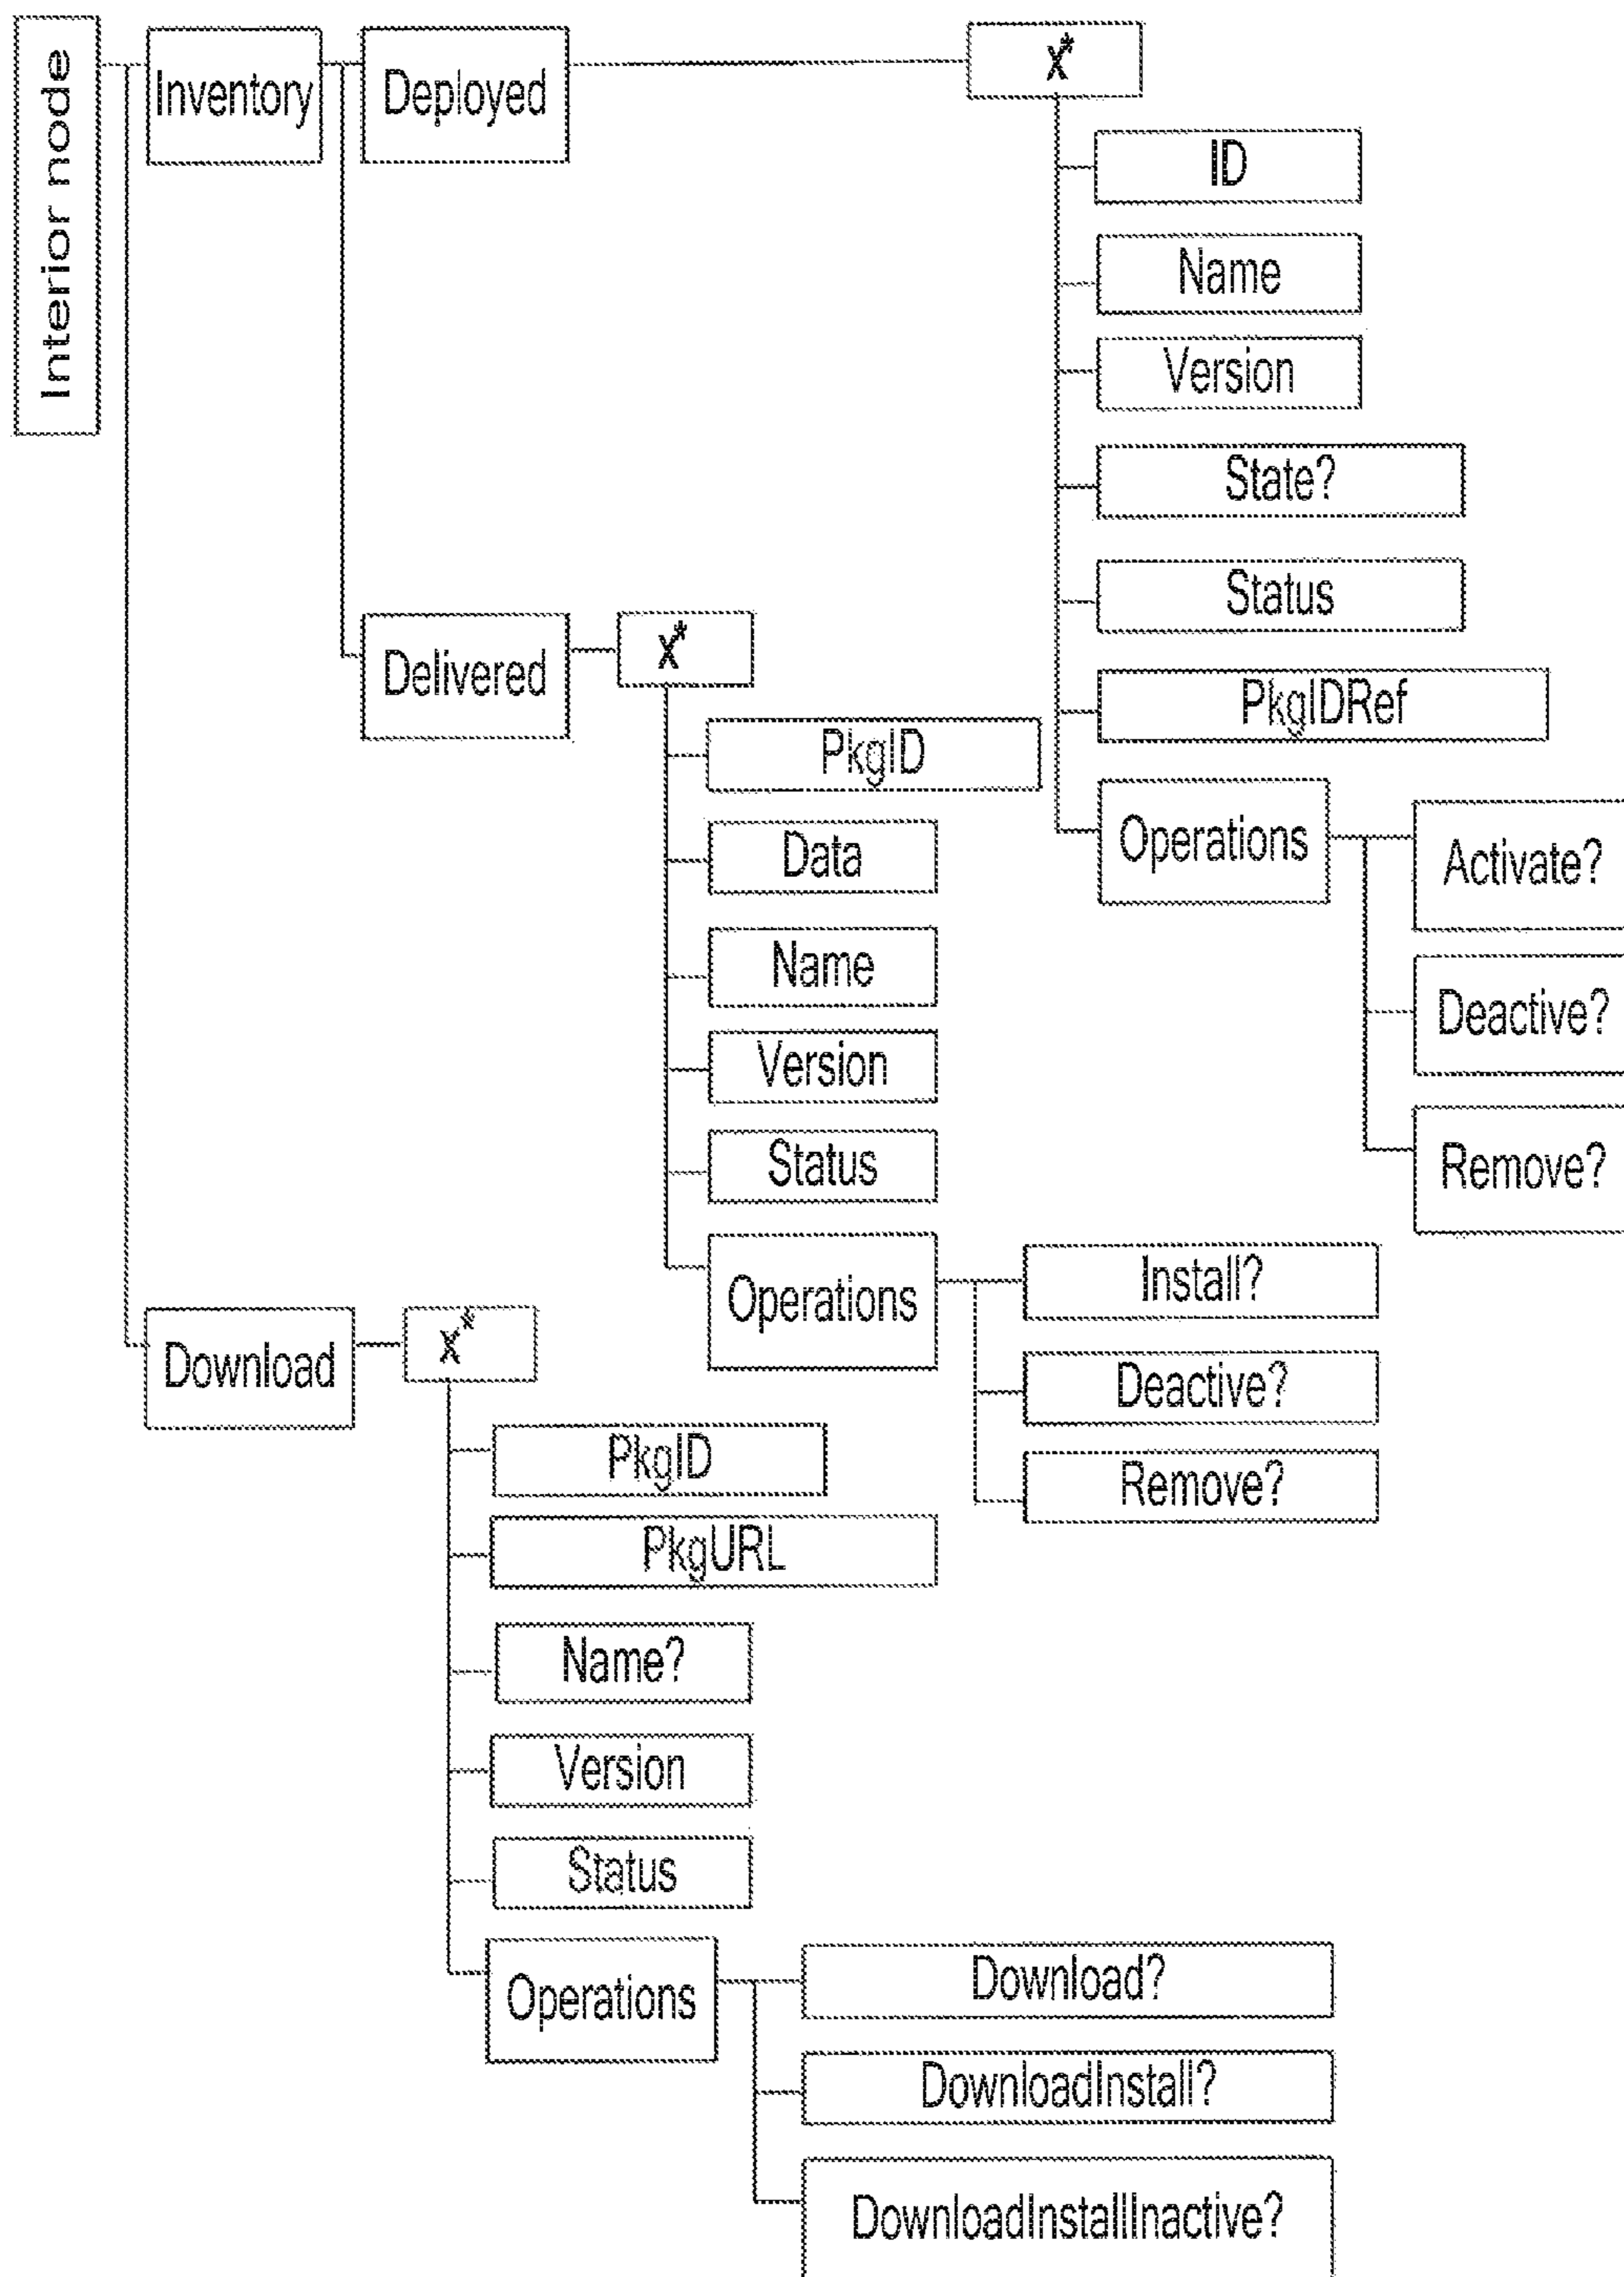 Interior node
Inventory
Deployed
x*
ID
Name
Version
State?
Status
PkgIDRef
Operations
Activate?
Deactive?
Remove?
Delivered
x*
PkgID
Data
Name
Version
Status
Operations
Install?
Deactive?
Remove?
Download
x*
PkgID
PkgURL
Name?
Version
Status
Operations
Download?
DownloadInstall?
DownloadInstallInactive?